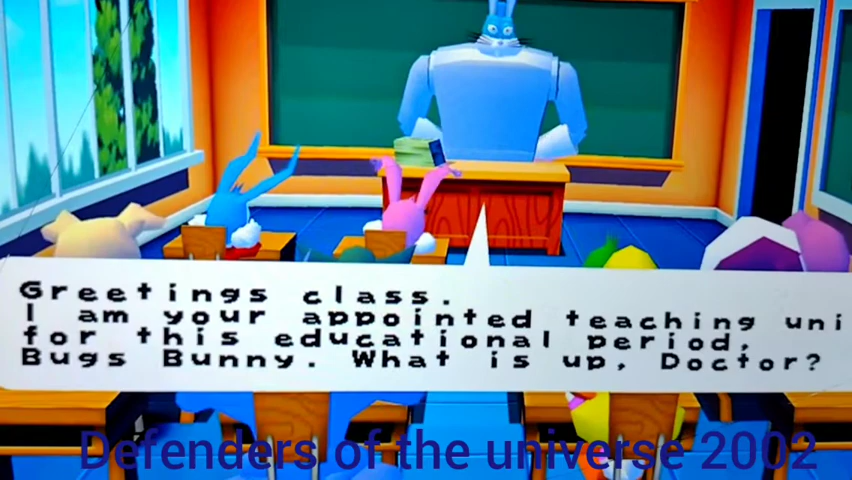 Greetings class.
I am your appointed teaching uni
for this educational period,
Bugs Bunny. What is up, Doctor?
Defenders of the universe 2002